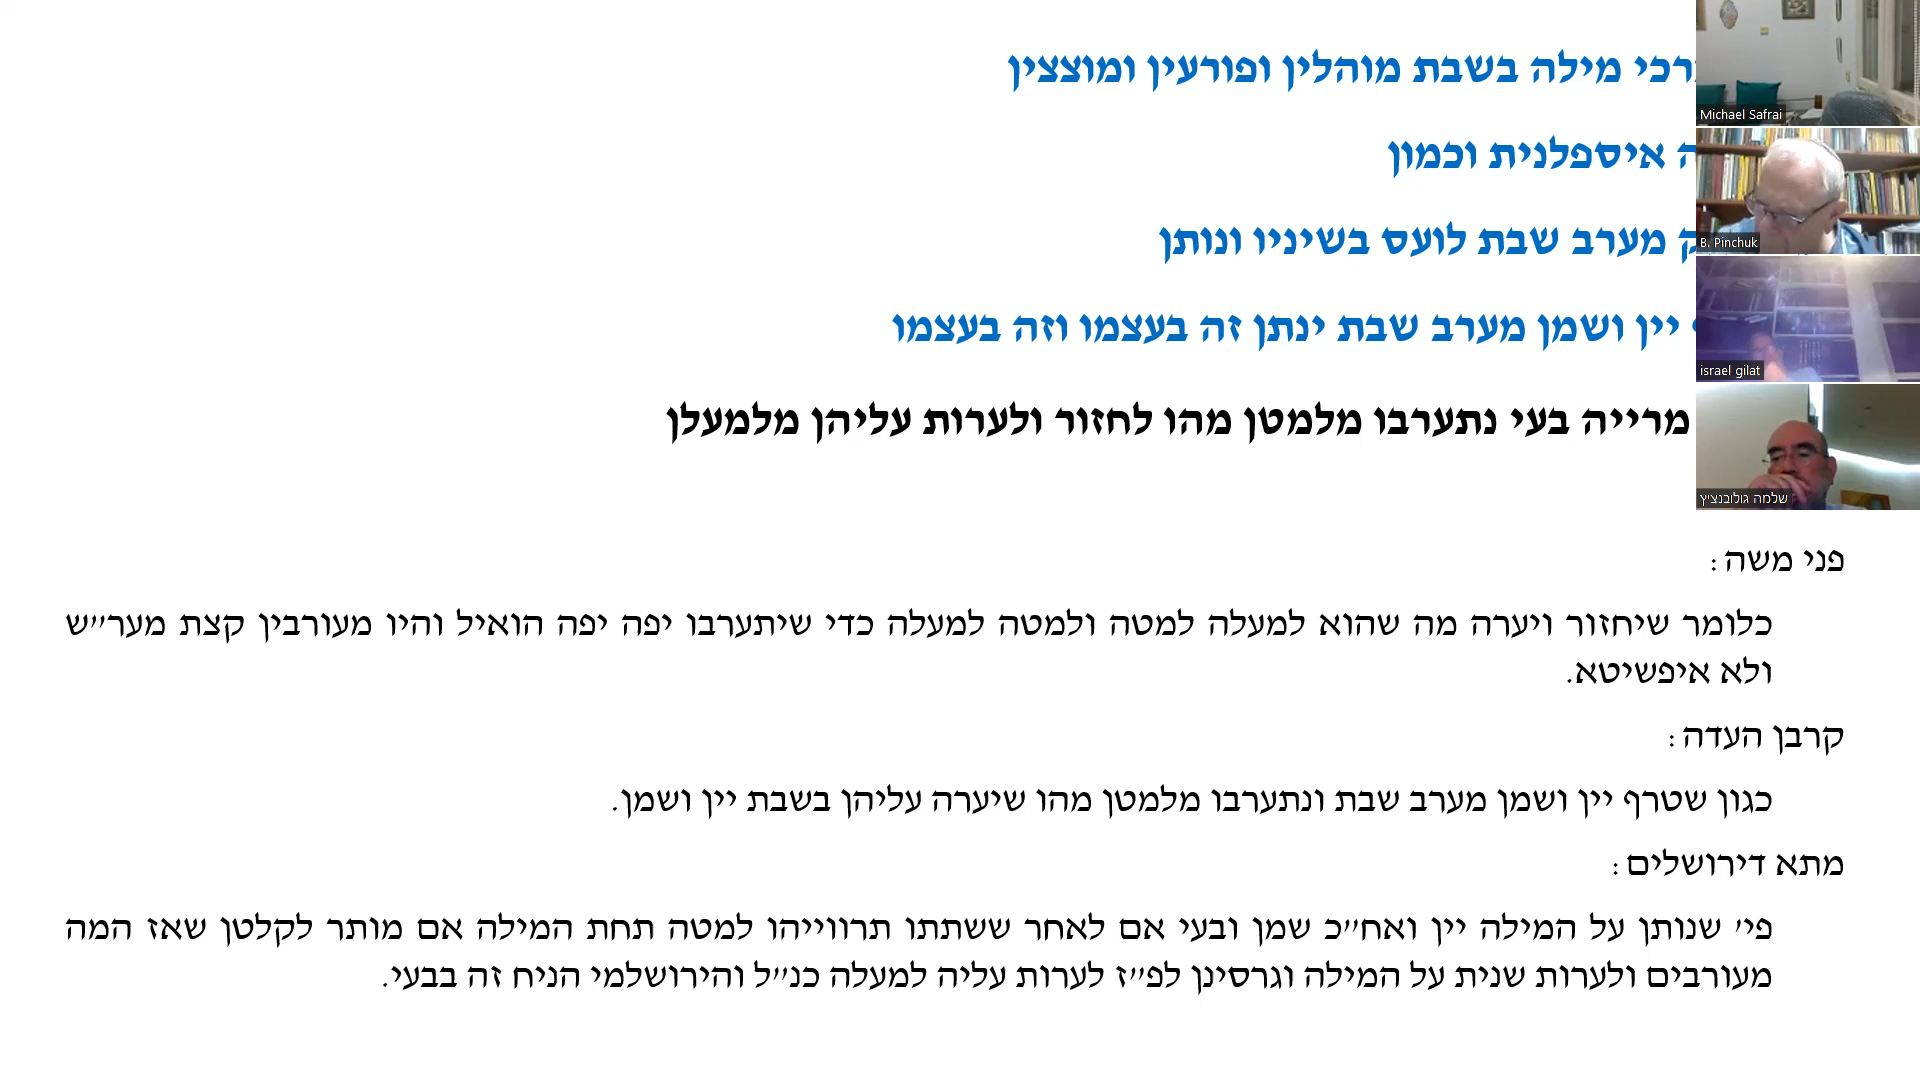 מילה בשבת מוהלין ופורעין ומוצצין
איספלנית וכמון
מערב שבת לועס בשיניו ונותן
יין ושמן מערב שבת ינתן זה בעצמו וזה בעצמו
מרייה בעי נתערבו מלמטן מהו לחזור ולערות עליהן מלמעלן
פני משה:
כלומר שיחזור ויערה מה שהוא למעלה למטה ולמטה למעלה כדי שיתערבו יפה יפה הואיל והיו מעורבין קצת מער״ש
ולא איפשיטא.
קרבן העדה:
כגון שטרף יין ושמן מערב שבת ונתערבו מלמטן מהו שיערה עליהן בשבת יין ושמן.
מתא דירושלים:
פי׳ שנותן על המילה יין ואח״כ שמן ובעי אם לאחר ששתתו תרווייהו למטה תחת המילה אם מותר לקלטן שאז המה
מעורבים ולערות שנית על המילה וגרסינן לפ״ז לערות עליה למעלה כנ״ל והירושלמי הניח זה בבעי.
Michael Safrai
B. Pinchuk
israel gilat
שלמה גולובנציץ